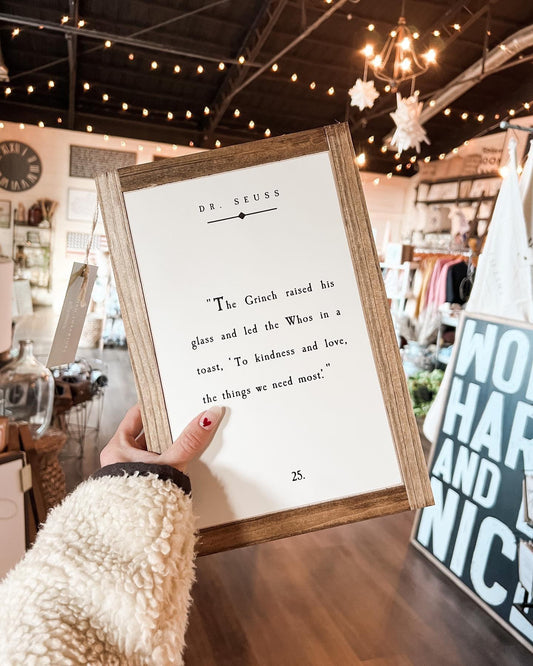 DR. SEUSS
"The Grinch raised his
glass and led the Whos in a
toast, 'To kindness and love,
the things we need most.'"
25.
WO
HAR
AND
NIC